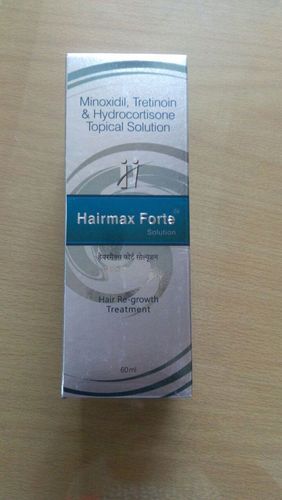 Minoxidil, Tretinoin
& Hydrocortisone
Topical Solution
Hairmax Forte
Solution
हेयरमैक्स फोर्ट सोल्यूशन
Hair Re-growth
Treatment
60ml